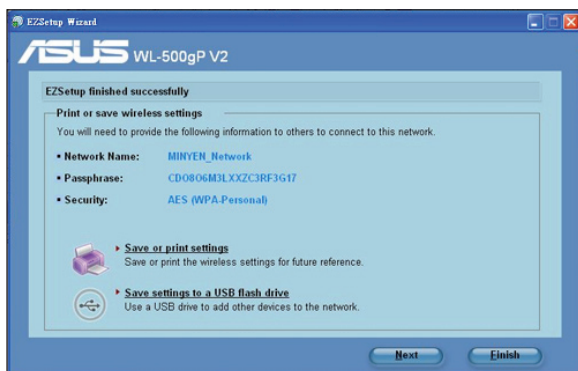 EZSetup Wizard
ASUS WL-500gP V2
EZSetup finished successfully
Print or save wireless settings
You will need to provide the following information to others to connect to this network.
▪ Network Name: MINYEN_Network
▪ Passphrase: CDO8O6M3LXXZC3RF3G17
▪ Security: AES (WPA-Personal)
Save or print settings
Save or print the wireless settings for future reference.
Save settings to a USB flash drive
Use a USB drive to add other devices to the network.
Next Finish